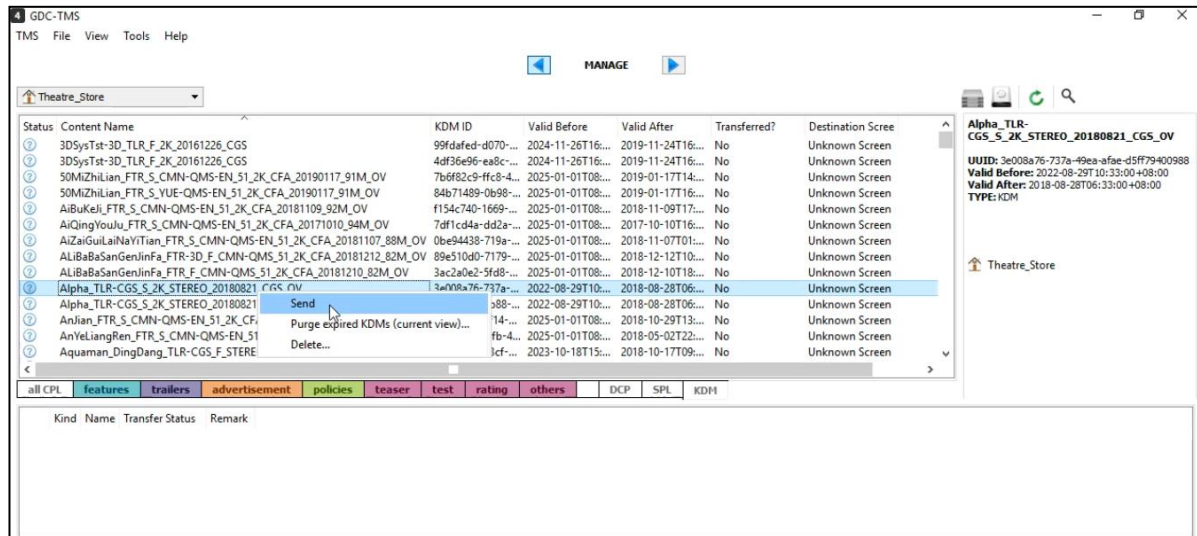 GDC-TMS
TMS File View Tools Help
MANAGE
Theatre_Store
Status Content Name KDM ID Valid Before Valid After Transferred? Destination Scree
3DSysTst-3D_TLR_F_2K_20161226_CGS 99fdafed-d070-... 2024-11-26T16:... 2019-11-24T16:... No Unknown Screen
3DSysTst-3D_TLR_F_2K_20161226_CGS 4df36e96-ea8c-... 2024-11-26T16:... 2019-11-24T16:... No Unknown Screen
50MiZhiLian_FTR_S_CMN-QMS-EN_51_2K_CFA_20190117_91M_OV 7b6f82c9-ffc8-4... 2025-01-01T08:... 2019-01-17T14:... No Unknown Screen
50MiZhiLian_FTR_S_YUE-QMS-EN_51_2K_CFA_20190117_91M_OV 84b71489-0b98-... 2025-01-01T08:... 2019-01-17T16:... No Unknown Screen
AiBuKeJi_FTR_S_CMN-QMS-EN_51_2K_CFA_20181109_92M_OV f154c740-1669-... 2025-01-01T08:... 2018-11-09T17:... No Unknown Screen
AiQingYouJu_FTR_S_CMN-QMS-EN_51_2K_CFA_20171010_94M_OV 7df1cd4a-dd2a-... 2025-01-01T08:... 2017-10-10T16:... No Unknown Screen
AiZaiGuiLaiNaYiTian_FTR_S_CMN-QMS-EN_51_2K_CFA_20181107_88M_OV 0be94438-719a-... 2025-01-01T08:... 2018-11-07T01:... No Unknown Screen
ALiBaBaSanGenJinFa_FTR-3D_F_CMN-QMS_51_2K_CFA_20181212_82M_OV 89e510d0-7179-... 2025-01-01T08:... 2018-12-12T10:... No Unknown Screen
ALiBaBaSanGenJinFa_FTR_F_CMN-QMS_51_2K_CFA_20181210_82M_OV 3ac2a0e2-5fd8-... 2025-01-01T08:... 2018-12-10T18:... No Unknown Screen
Alpha_TLR-CGS_S_2K_STEREO_20180821_CGS_OV 3e008a76-737a-... 2022-08-29T10:... 2018-08-28T06:... No Unknown Screen
Alpha_TLR-CGS_S_2K_STEREO_20180821 b88-... 2022-08-29T10:... 2018-08-28T06:... No Unknown Screen
AnJian_FTR_S_CMN-QMS-EN_51_2K_CF 14-... 2025-01-01T08:... 2018-10-29T13:... No Unknown Screen
AnYeLiangRen_FTR_S_CMN-QMS-EN_51 fb-4... 2025-01-01T08:... 2018-05-02T22:... No Unknown Screen
Aquaman_DingDang_TLR-CGS_F_STERE 3cf-... 2023-10-18T15:... 2018-10-17T09:... No Unknown Screen
Send
Purge expired KDMs (current view)...
Delete...
all CPL features trailers advertisement policies teaser test rating others DCP SPL KDM
Kind Name Transfer Status Remark
Alpha_TLR-
CGS_S_2K_STEREO_20180821_CGS_OV
UUID: 3e008a76-737a-49ea-afae-d5ff79400988
Valid Before: 2022-08-29T10:33:00+08:00
Valid After: 2018-08-28T06:33:00+08:00
TYPE: KDM
Theatre_Store